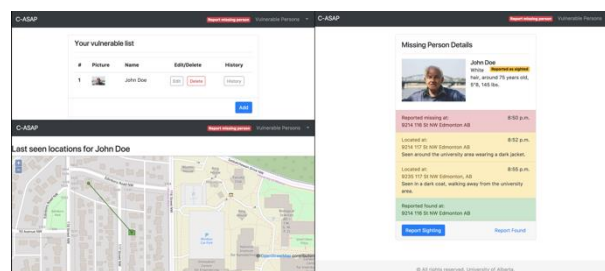 C-ASAP
Report missing person
Vulnerable Persons
Your vulnerable list
# Picture Name Edit/Delete History
1 John Doe Edit Delete History
Add
C-ASAP
Report missing person
Vulnerable Persons
Last seen locations for John Doe
C-ASAP
Report missing person
Vulnerable Persons
Missing Person Details
John Doe
White Reported as sighted
hair, around 75 years old,
5'8, 145 lbs.
Reported missing at: 8:50 p.m.
9214 118 St NW Edmonton AB
Located at: 8:52 p.m.
9214 117 St NW Edmonton, AB
Seen around the university area wearing a dark jacket.
Located at: 8:55 p.m.
9235 117 St NW Edmonton, AB
Seen in a dark coat, walking away from the university
area.
Reported found at:
9214 118 St NW Edmonton AB
Report Sighting Report Found
© All rights reserved. University of Alberta.